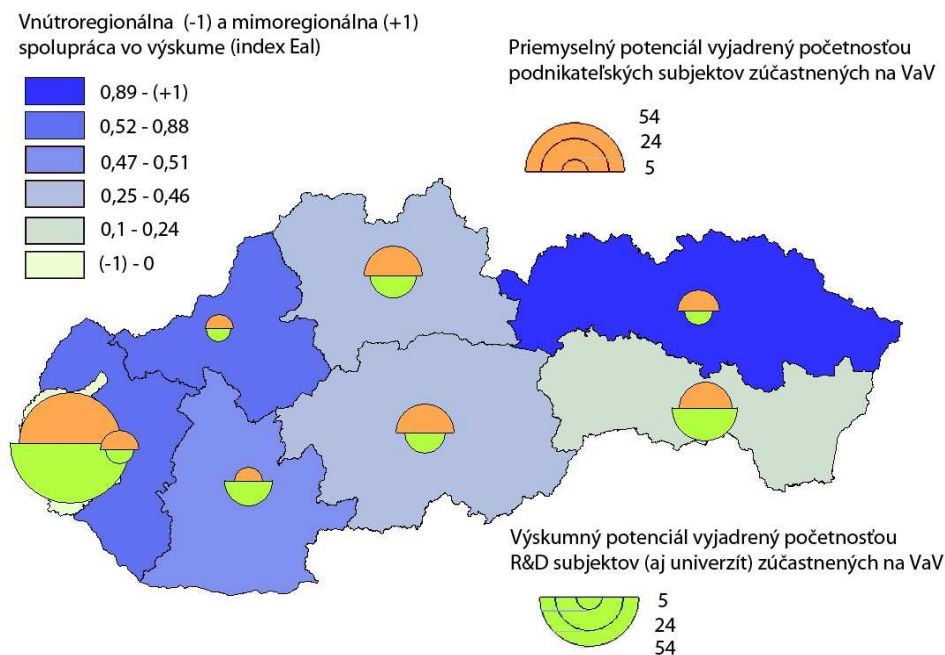 Vnútroregionálna (-1) a mimoregionálna (+1)
spolupráca vo výskume (index Eal)
0,89 - (+1)
0,52 - 0,88
0,47 - 0,51
0,25 - 0,46
0,1 - 0,24
(-1) - 0
Priemyselný potenciál vyjadrený početnosťou
podnikateľských subjektov zúčastnených na VaV
54
24
5
Výskumný potenciál vyjadrený početnosťou
R&D subjektov (aj univerzít) zúčastnených na VaV
5
24
54